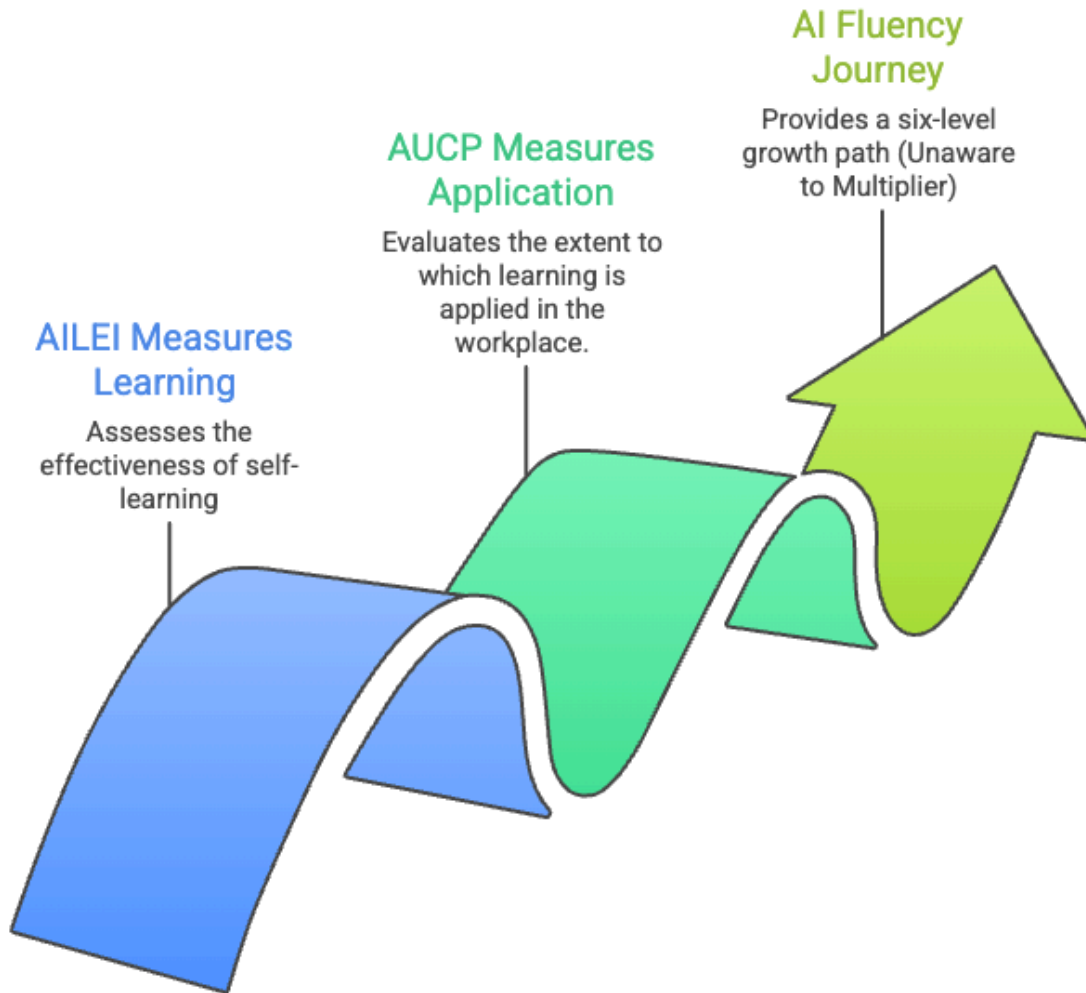 AILEI Measures
Learning
Assesses the
effectiveness of self-
learning
AUCP Measures
Application
Evaluates the extent to
which learning is
applied in the
workplace.
AI Fluency
Journey
Provides a six-level
growth path (Unaware
to Multiplier)